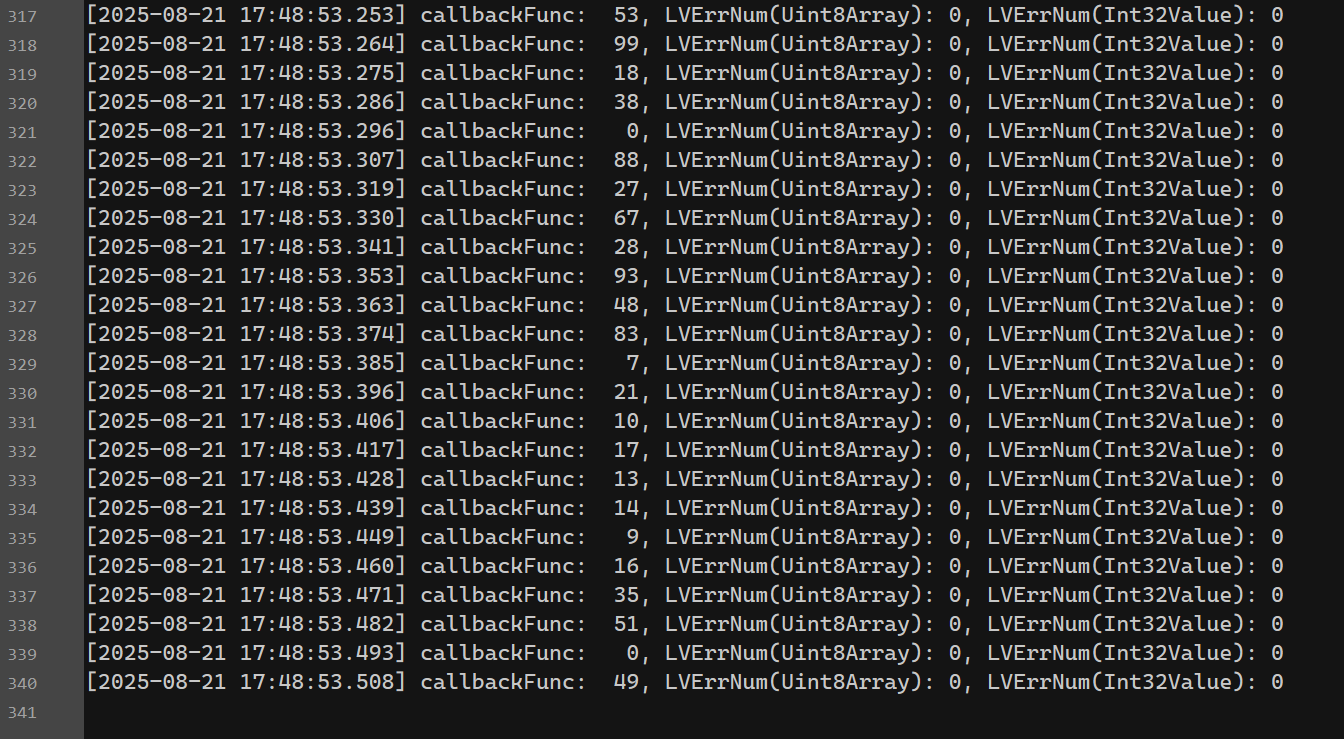 317 [2025-08-21 17:48:53.253] callbackFunc:  53, LVErrNum(Uint8Array): 0, LVErrNum(Int32Value): 0
318 [2025-08-21 17:48:53.264] callbackFunc:  99, LVErrNum(Uint8Array): 0, LVErrNum(Int32Value): 0
319 [2025-08-21 17:48:53.275] callbackFunc:  18, LVErrNum(Uint8Array): 0, LVErrNum(Int32Value): 0
320 [2025-08-21 17:48:53.286] callbackFunc:  38, LVErrNum(Uint8Array): 0, LVErrNum(Int32Value): 0
321 [2025-08-21 17:48:53.296] callbackFunc:   0, LVErrNum(Uint8Array): 0, LVErrNum(Int32Value): 0
322 [2025-08-21 17:48:53.307] callbackFunc:  88, LVErrNum(Uint8Array): 0, LVErrNum(Int32Value): 0
323 [2025-08-21 17:48:53.319] callbackFunc:  27, LVErrNum(Uint8Array): 0, LVErrNum(Int32Value): 0
324 [2025-08-21 17:48:53.330] callbackFunc:  67, LVErrNum(Uint8Array): 0, LVErrNum(Int32Value): 0
325 [2025-08-21 17:48:53.341] callbackFunc:  28, LVErrNum(Uint8Array): 0, LVErrNum(Int32Value): 0
326 [2025-08-21 17:48:53.353] callbackFunc:  93, LVErrNum(Uint8Array): 0, LVErrNum(Int32Value): 0
327 [2025-08-21 17:48:53.363] callbackFunc:  48, LVErrNum(Uint8Array): 0, LVErrNum(Int32Value): 0
328 [2025-08-21 17:48:53.374] callbackFunc:  83, LVErrNum(Uint8Array): 0, LVErrNum(Int32Value): 0
329 [2025-08-21 17:48:53.385] callbackFunc:   7, LVErrNum(Uint8Array): 0, LVErrNum(Int32Value): 0
330 [2025-08-21 17:48:53.396] callbackFunc:  21, LVErrNum(Uint8Array): 0, LVErrNum(Int32Value): 0
331 [2025-08-21 17:48:53.406] callbackFunc:  10, LVErrNum(Uint8Array): 0, LVErrNum(Int32Value): 0
332 [2025-08-21 17:48:53.417] callbackFunc:  17, LVErrNum(Uint8Array): 0, LVErrNum(Int32Value): 0
333 [2025-08-21 17:48:53.428] callbackFunc:  13, LVErrNum(Uint8Array): 0, LVErrNum(Int32Value): 0
334 [2025-08-21 17:48:53.439] callbackFunc:  14, LVErrNum(Uint8Array): 0, LVErrNum(Int32Value): 0
335 [2025-08-21 17:48:53.449] callbackFunc:   9, LVErrNum(Uint8Array): 0, LVErrNum(Int32Value): 0
336 [2025-08-21 17:48:53.460] callbackFunc:  16, LVErrNum(Uint8Array): 0, LVErrNum(Int32Value): 0
337 [2025-08-21 17:48:53.471] callbackFunc:  35, LVErrNum(Uint8Array): 0, LVErrNum(Int32Value): 0
338 [2025-08-21 17:48:53.482] callbackFunc:  51, LVErrNum(Uint8Array): 0, LVErrNum(Int32Value): 0
339 [2025-08-21 17:48:53.493] callbackFunc:   0, LVErrNum(Uint8Array): 0, LVErrNum(Int32Value): 0
340 [2025-08-21 17:48:53.508] callbackFunc:  49, LVErrNum(Uint8Array): 0, LVErrNum(Int32Value): 0
341